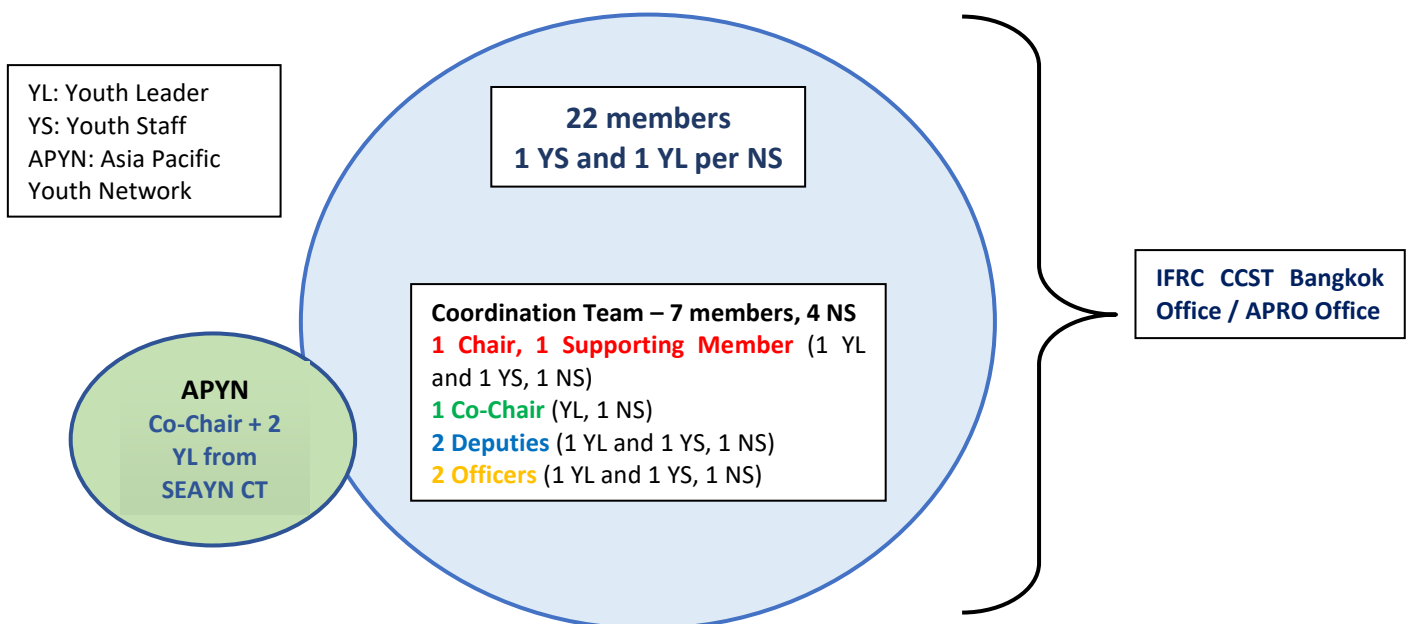 YL: Youth Leader
YS: Youth Staff
APYN: Asia Pacific
Youth Network
22 members
1 YS and 1 YL per NS
IFRC CCST Bangkok
Office / APRO Office
Coordination Team – 7 members, 4 NS
1 Chair, 1 Supporting Member (1 YL
and 1 YS, 1 NS)
1 Co-Chair (YL, 1 NS)
2 Deputies (1 YL and 1 YS, 1 NS)
2 Officers (1 YL and 1 YS, 1 NS)
APYN
Co-Chair + 2
YL from
SEAYN CT